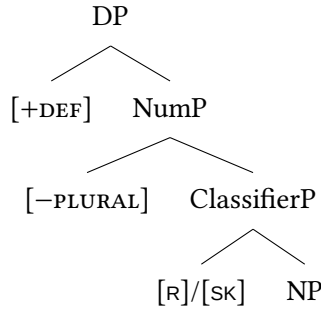 DP
[+DEF] NumP
[−PLURAL] ClassifierP
[R]/[SK] NP